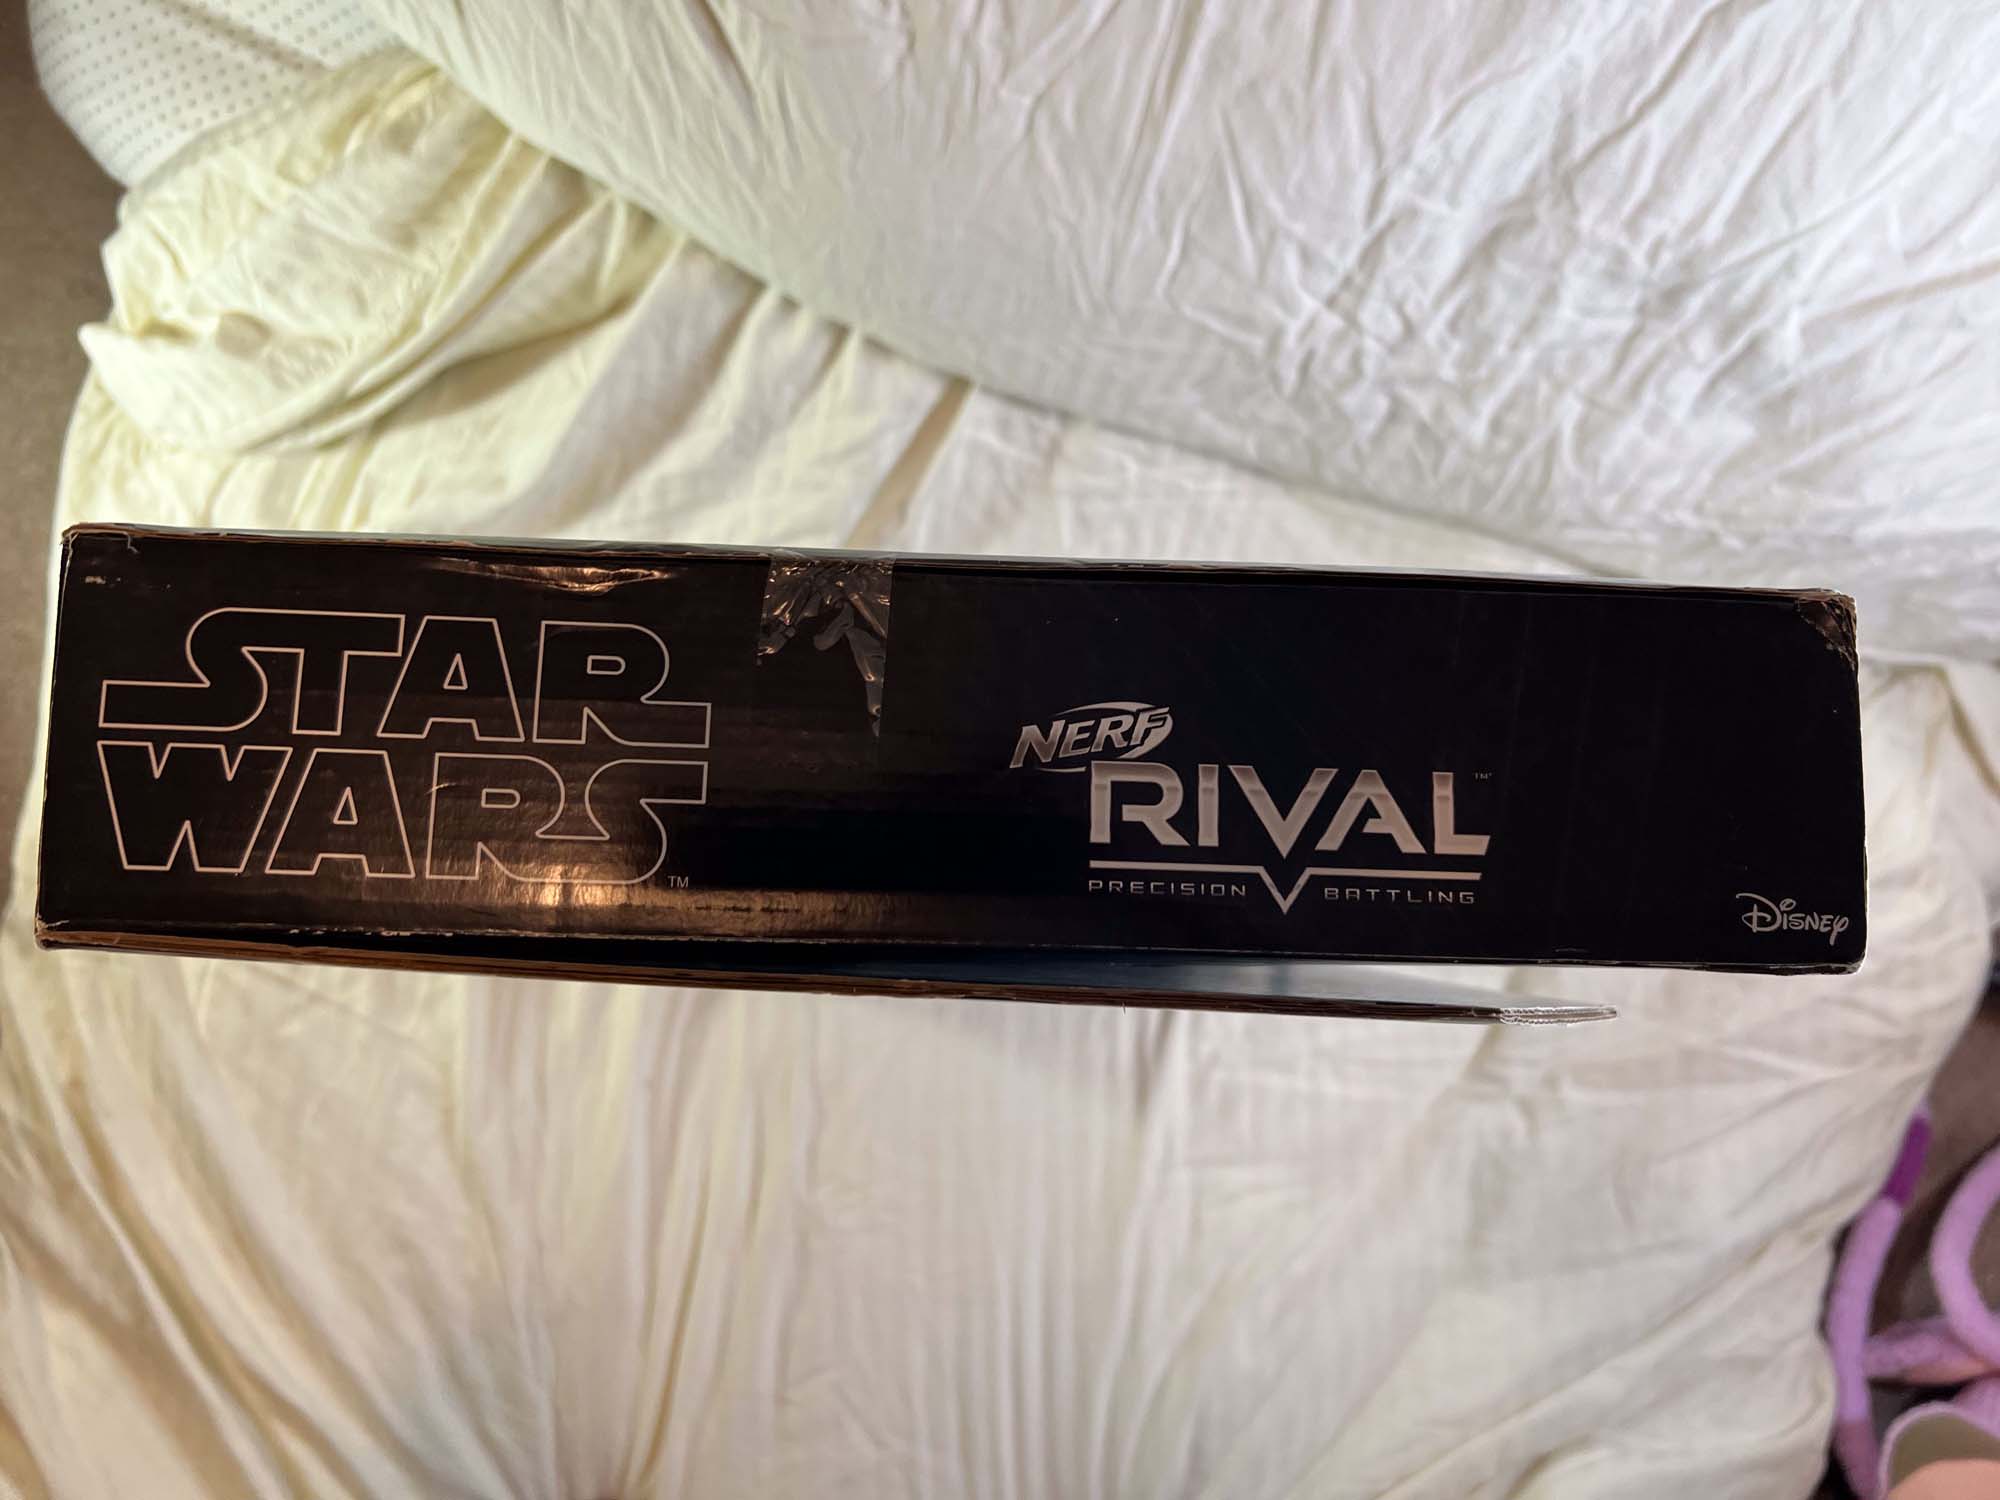 STAR
WARS
TM
NERF
RIVAL
TM
PRECISION BATTLING
Disney